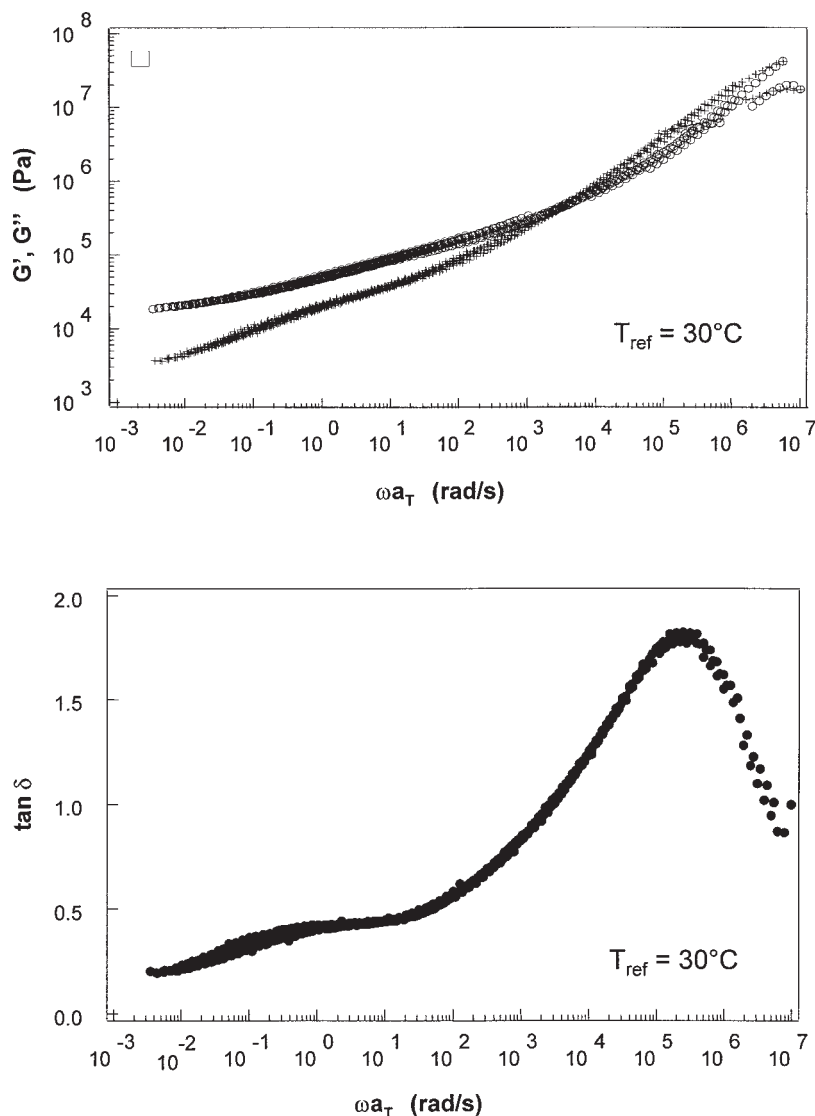 10^8
10^7
10^6
10^5
10^4
10^3
G', G'' (Pa)
T_ref = 30°C
10^-3 10^-2 10^-1 10^0 10^1 10^2 10^3 10^4 10^5 10^6 10^7
ωa_T (rad/s)
2.0
1.5
1.0
0.5
0.0
tan δ
T_ref = 30°C
10^-3 10^-2 10^-1 10^0 10^1 10^2 10^3 10^4 10^5 10^6 10^7
ωa_T (rad/s)